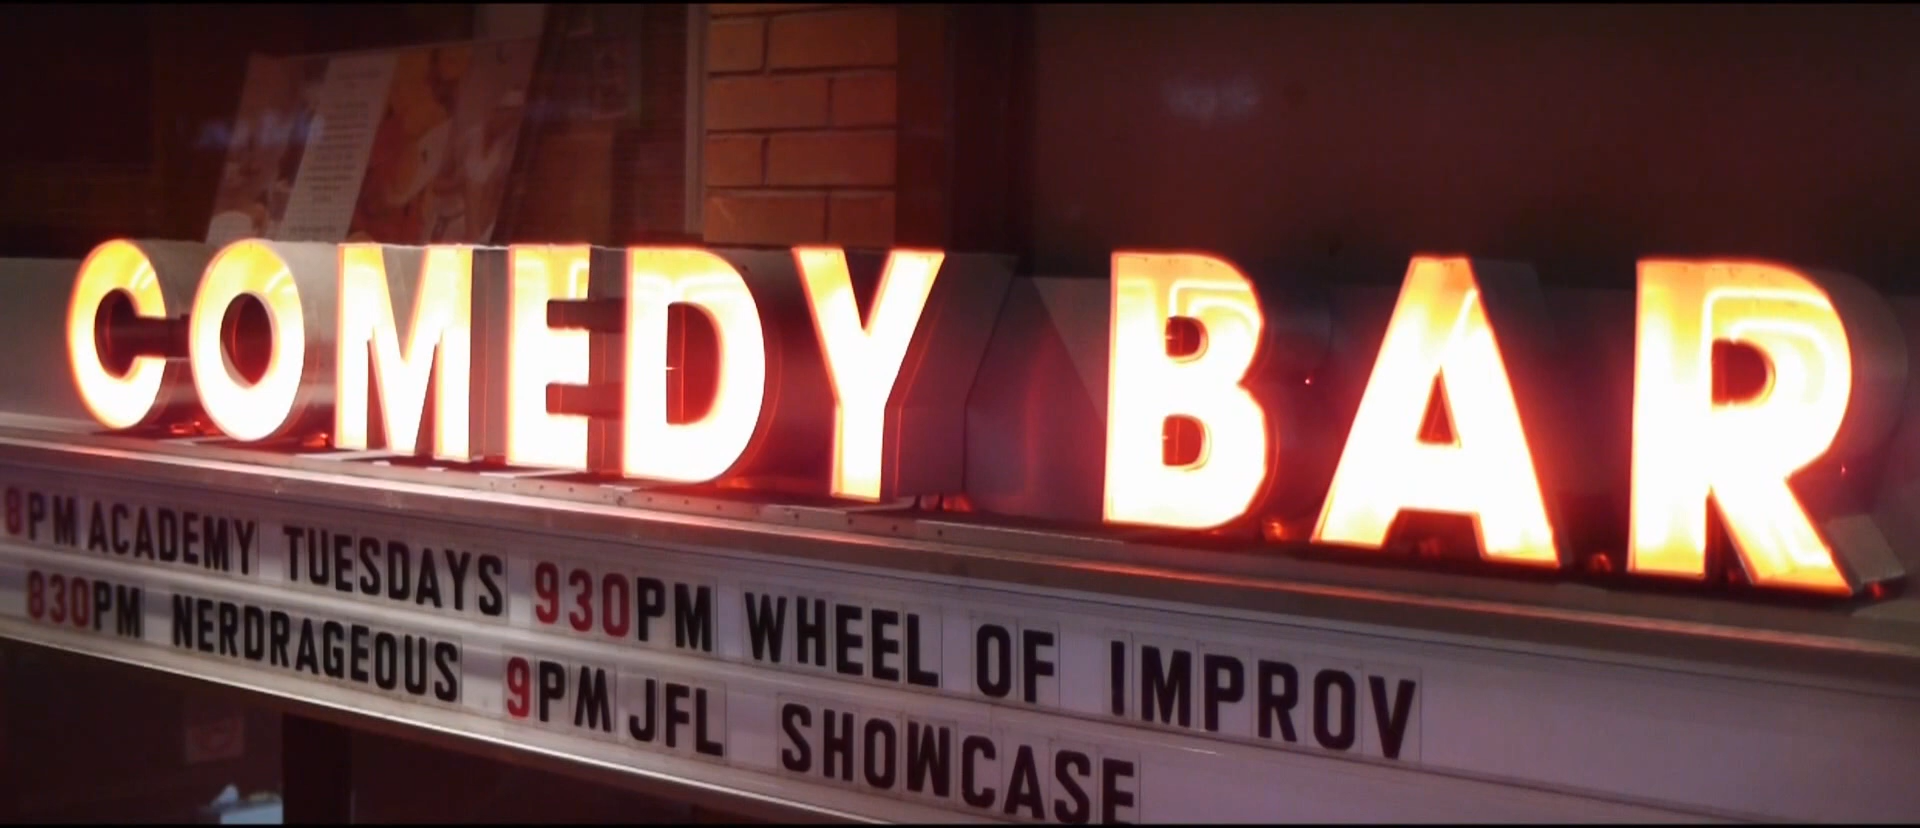 COMEDY BAR
8PM ACADEMY TUESDAYS 930PM WHEEL OF IMPROV
830PM NERDRAGEOUS 9PM JFL SHOWCASE